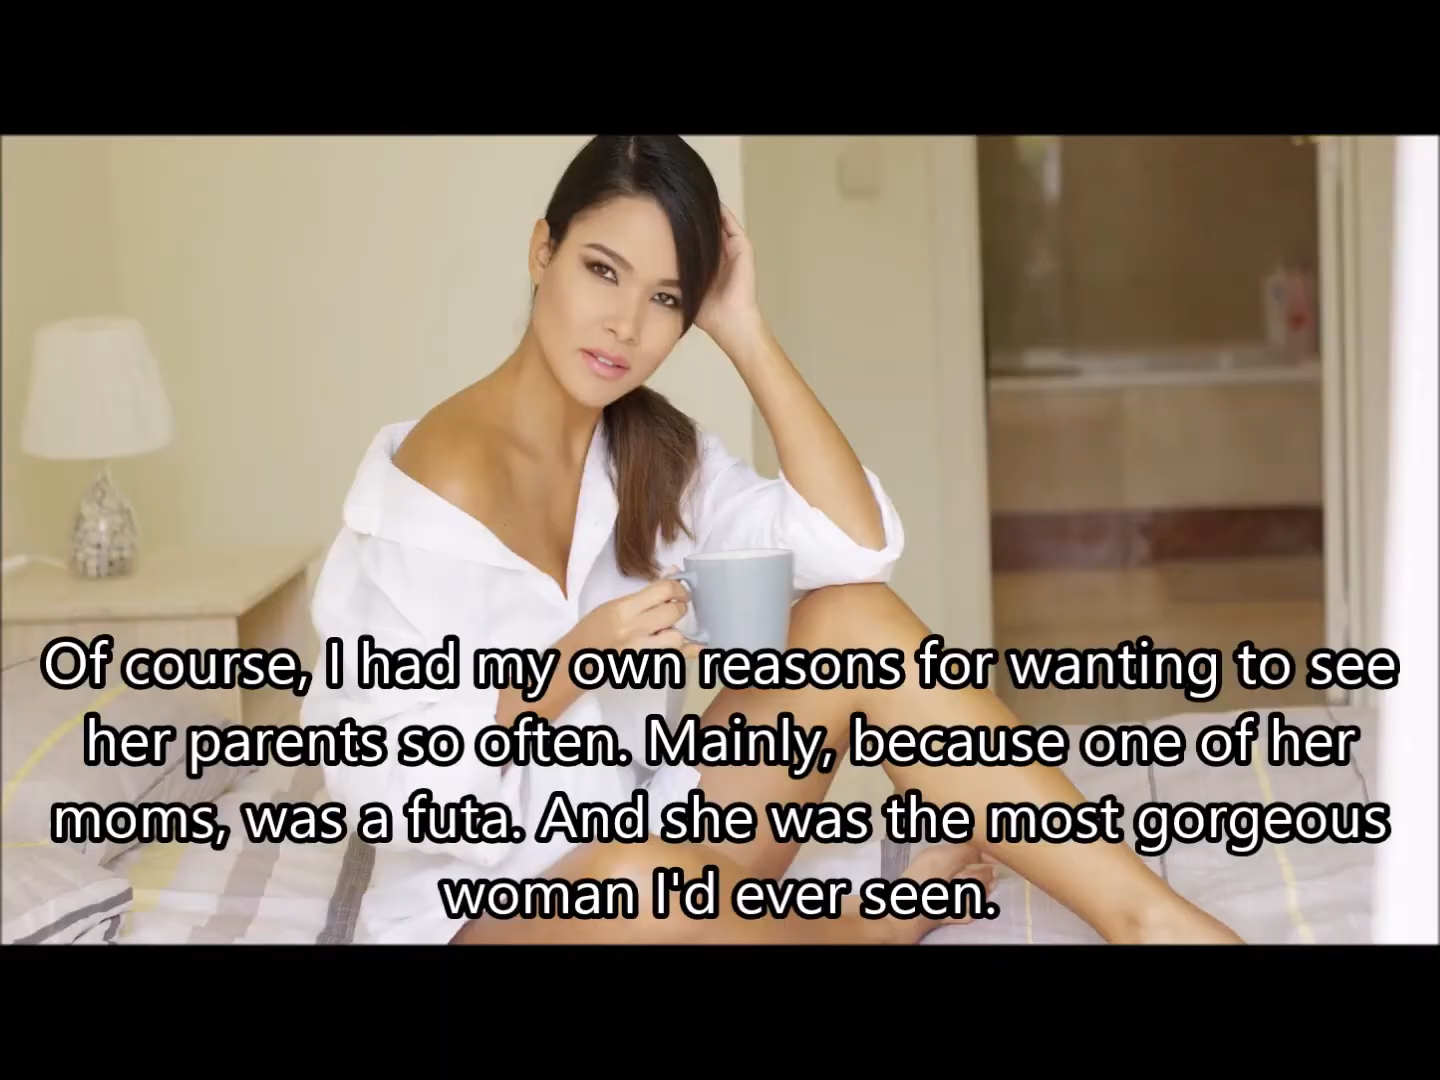 Of course, I had my own reasons for wanting to see
her parents so often. Mainly, because one of her
moms, was a futa. And she was the most gorgeous
woman I'd ever seen.